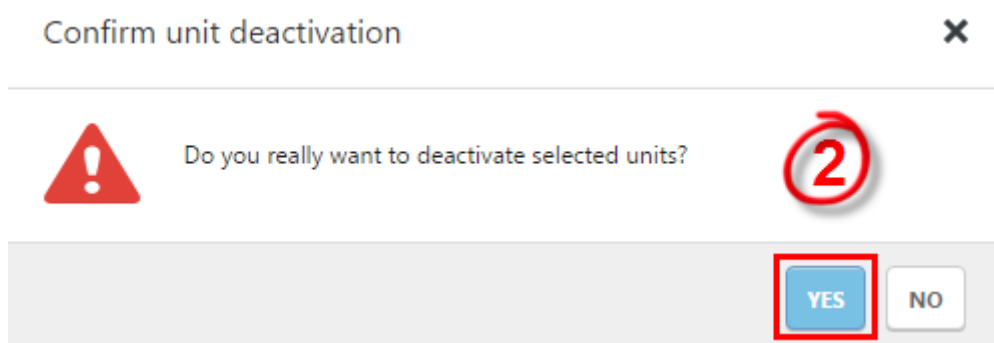 Confirm unit deactivation
Do you really want to deactivate selected units?
2
YES NO